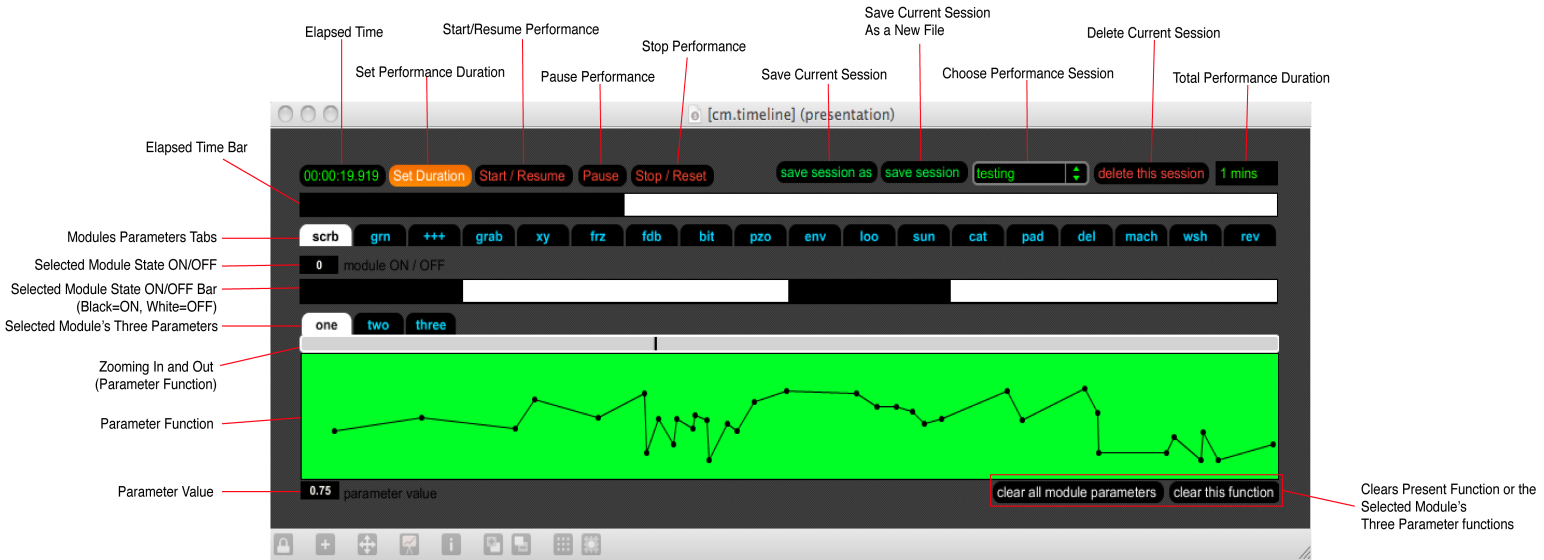 Save Current Session
As a New File
Elapsed Time
Start/Resume Performance
Delete Current Session
Stop Performance
Set Performance Duration
Pause Performance
Save Current Session
Choose Performance Session
Total Performance Duration
[cm.timeline] (presentation)
Elapsed Time Bar
00:00:19.919 Set Duration Start / Resume Pause Stop / Reset save session as save session testing delete this session 1 mins
Modules Parameters Tabs
scrb grn +++ grab xy frz fdb bit pzo env loo sun cat pad del mach wsh rev
Selected Module State ON/OFF
0 module ON / OFF
Selected Module State ON/OFF Bar
(Black=ON, White=OFF)
Selected Module's Three Parameters
one two three
Zooming In and Out
(Parameter Function)
Parameter Function
Parameter Value
0.75 parameter value
clear all module parameters clear this function
Clears Present Function or the
Selected Module's
Three Parameter functions